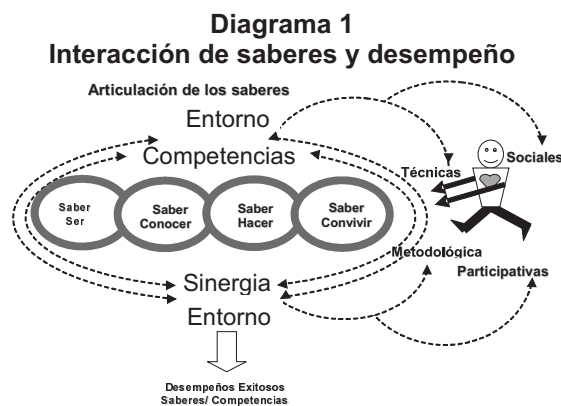 Diagrama 1
Interacción de saberes y desempeño
Articulación de los saberes
Entorno
Competencias
Técnicas
Sociales
Saber
Ser
Saber
Conocer
Saber
Hacer
Saber
Convivir
Metodológica
Participativas
Sinergia
Entorno
Desempeños Exitosos
Saberes/ Competencias